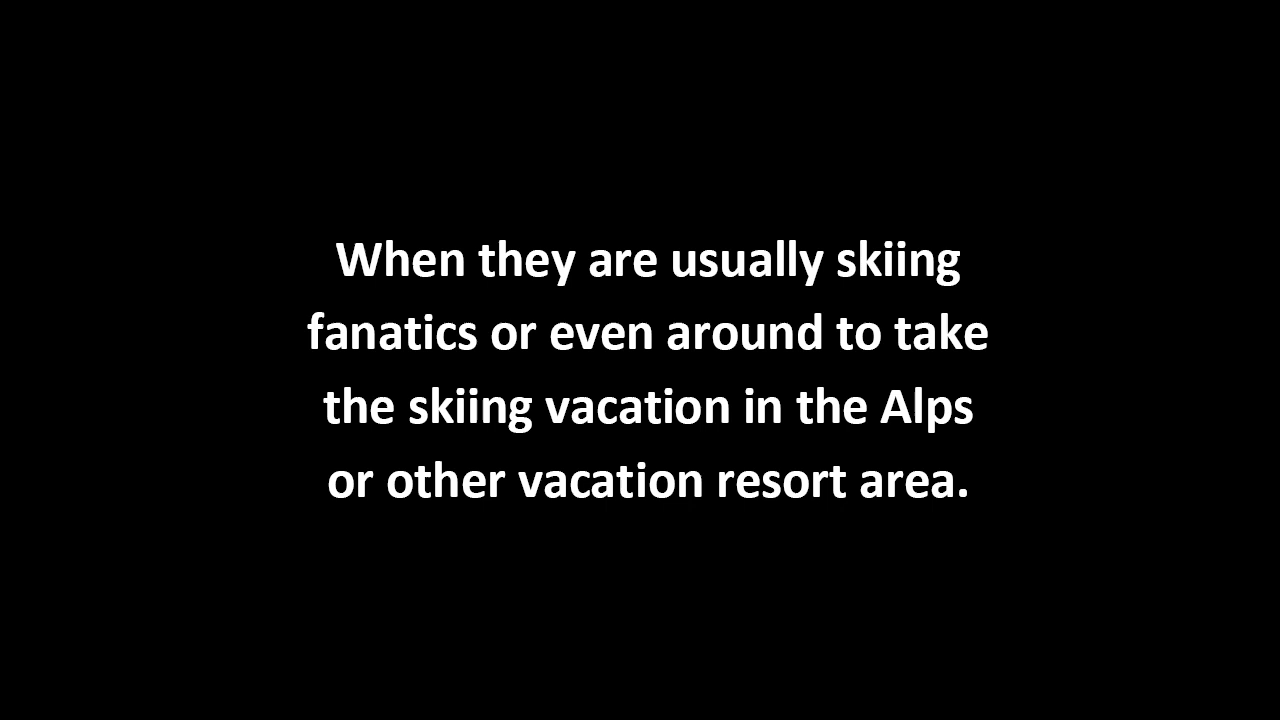 When they are usually skiing
fanatics or even around to take
the skiing vacation in the Alps
or other vacation resort area.